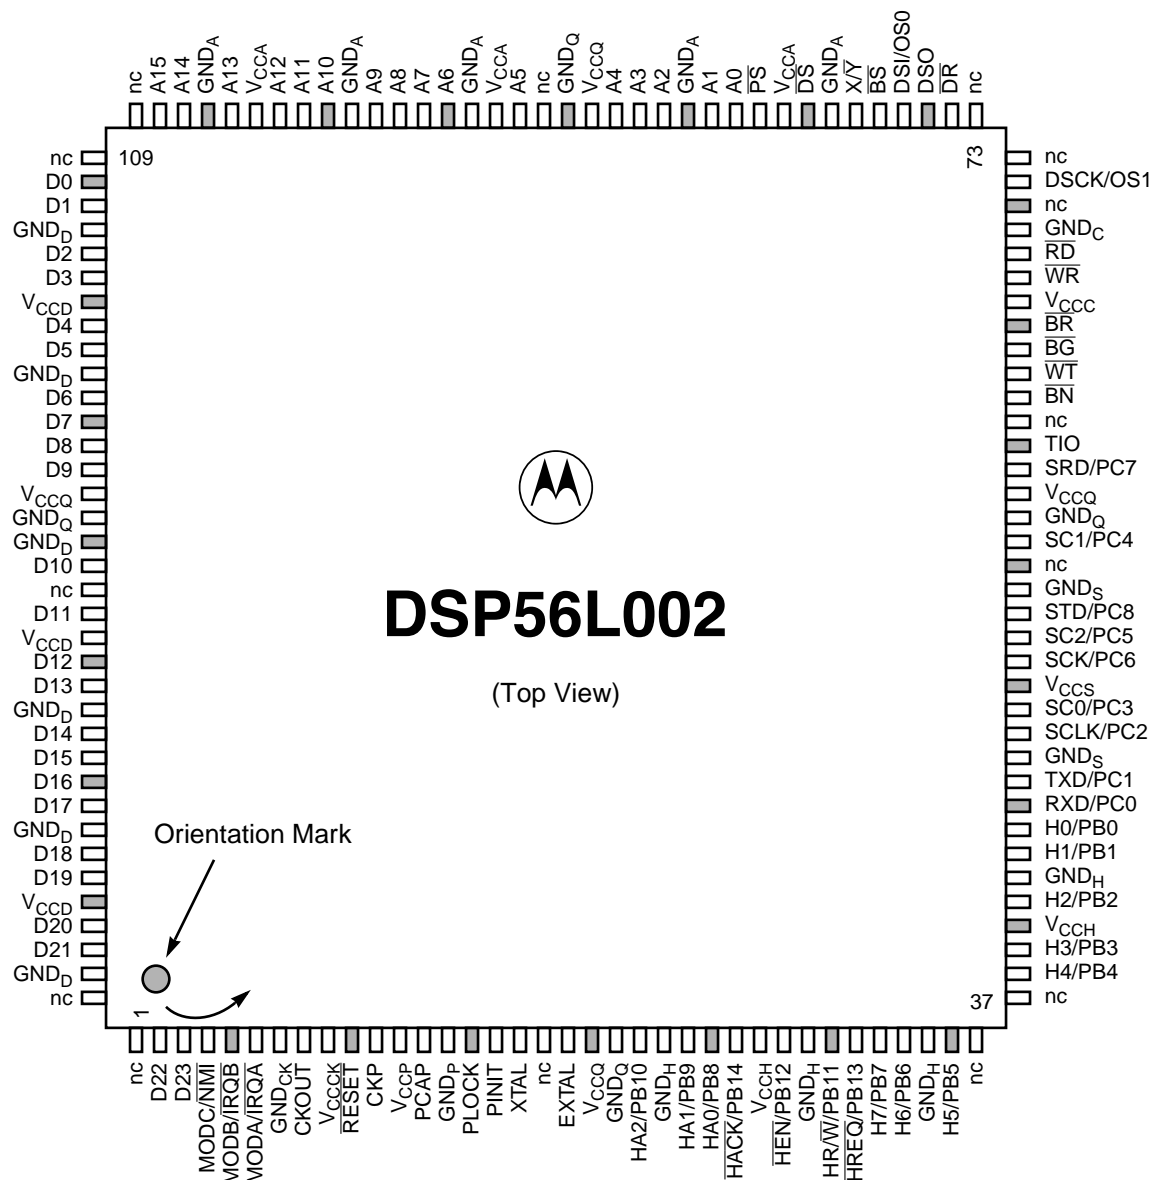 nc
A15
A14
GNDA
A13
VCCA
A12
A11
A10
GNDA
A9
A8
A7
A6
GNDA
VCCA
A5
nc
GNDQ
VCCQ
A4
A3
A2
GNDA
A1
A0
PS
VCCA
DS
GNDA
X/Y
BS
DSI/OS0
DSO
DR
nc
nc
D0
D1
GNDD
D2
D3
VCCD
D4
D5
GNDD
D6
D7
D8
D9
VCCQ
GNDQ
GNDD
D10
nc
D11
VCCD
D12
D13
GNDD
D14
D15
D16
D17
GNDD
D18
D19
VCCD
D20
D21
GNDD
nc
109
73
DSP56L002
(Top View)
Orientation Mark
1
37
nc
DSCK/OS1
nc
GNDC
RD
WR
VCCC
BR
BG
WT
BN
nc
TIO
SRD/PC7
VCCQ
GNDQ
SC1/PC4
nc
GNDS
STD/PC8
SC2/PC5
SCK/PC6
VCCS
SC0/PC3
SCLK/PC2
GNDS
TXD/PC1
RXD/PC0
H0/PB0
H1/PB1
GNDH
H2/PB2
VCCH
H3/PB3
H4/PB4
nc
nc
D22
D23
MODC/NMI
MODB/IRQB
MODA/IRQA
GNDCK
CKOUT
VCCCK
RESET
CKP
VCCP
PCAP
GNDP
PLOCK
PINIT
XTAL
nc
EXTAL
VCCQ
GNDQ
HA2/PB10
GNDH
HA1/PB9
HA0/PB8
HACK/PB14
VCCH
HEN/PB12
GNDH
HR/W/PB11
HREQ/PB13
H7/PB7
H6/PB6
GNDH
H5/PB5
nc